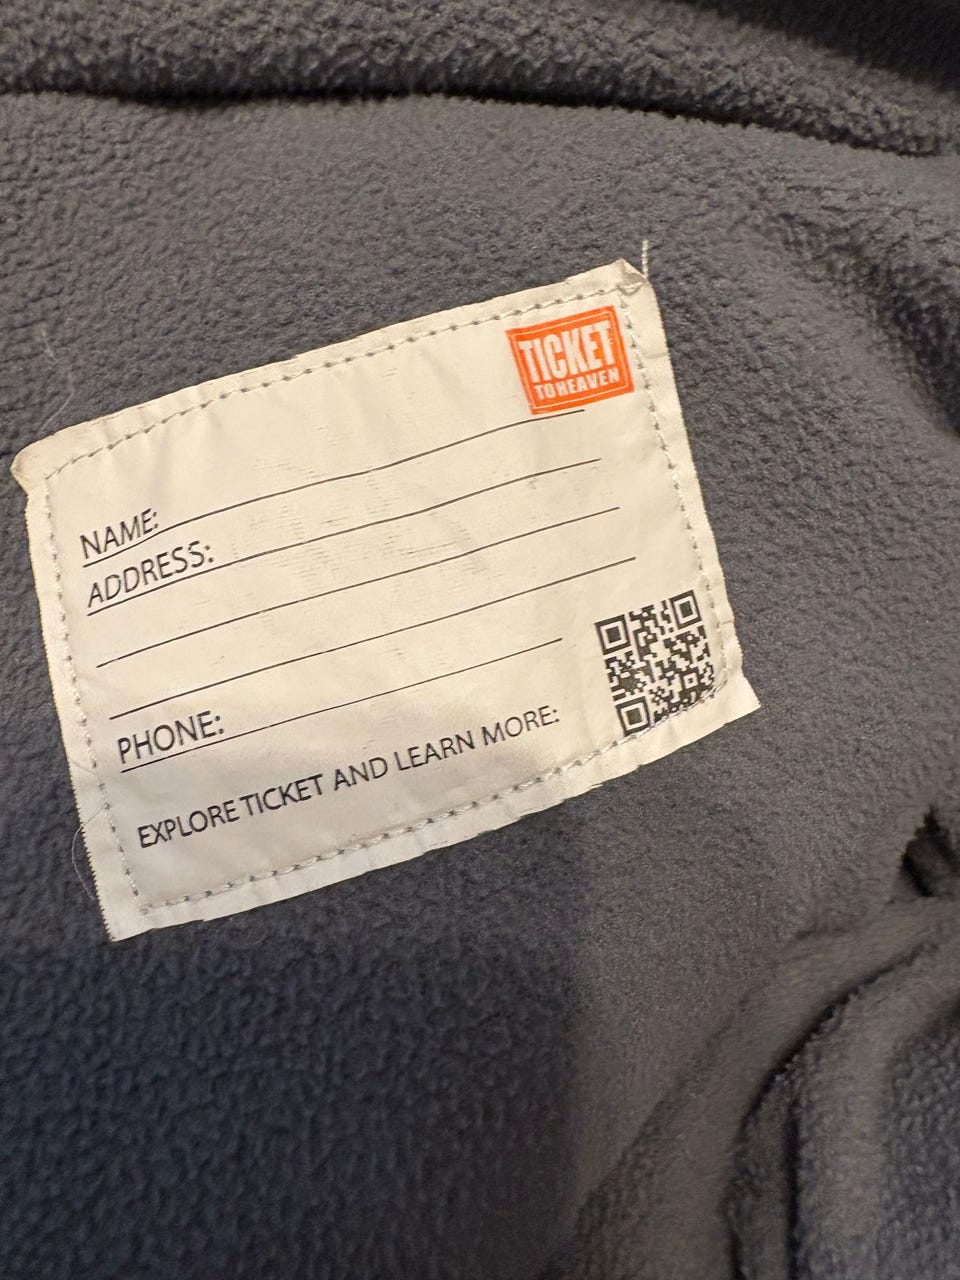 TICKET
TO HEAVEN
NAME:
ADDRESS:
PHONE:
EXPLORE TICKET AND LEARN MORE: